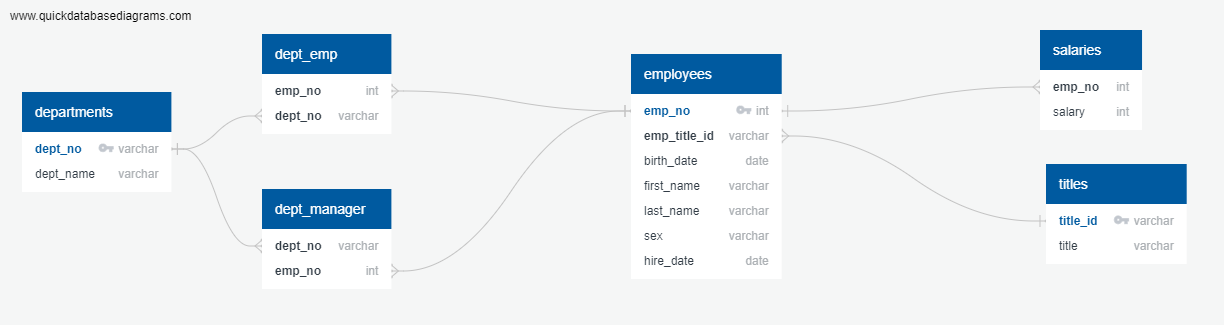 www.quickdatabasediagrams.com
departments
dept_no varchar
dept_name varchar
dept_emp
emp_no int
dept_no varchar
dept_manager
dept_no varchar
emp_no int
employees
emp_no int
emp_title_id varchar
birth_date date
first_name varchar
last_name varchar
sex varchar
hire_date date
salaries
emp_no int
salary int
titles
title_id varchar
title varchar